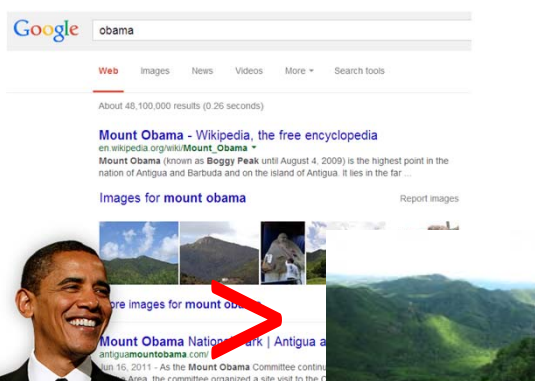 Google obama
Web Images News Videos More Search tools
About 48,100,000 results (0.26 seconds)
Mount Obama - Wikipedia, the free encyclopedia
en.wikipedia.org/wiki/Mount_Obama
Mount Obama (known as Boggy Peak until August 4, 2009) is the highest point in the
nation of Antigua and Barbuda and on the island of Antigua. It lies in the far ...
Images for mount obama Report images
images for mount
Mount Obama | Antigua
antiguamountobama.com/
Jun 16, 2011 - As the Mount Obama Committee
Area, the committee organized a site visit to the